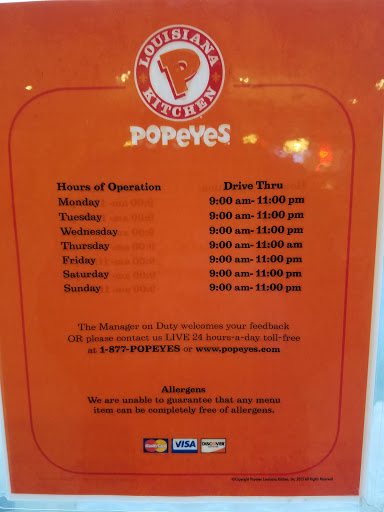 LOUISIANA
P
KITCHEN
POPEYES
Hours of Operation Drive Thru
Monday 9:00 am- 11:00 pm
Tuesday 9:00 am- 11:00 pm
Wednesday 9:00 am- 11:00 pm
Thursday 9:00 am- 11:00 am
Friday 9:00 am- 11:00 pm
Saturday 9:00 am- 11:00 pm
Sunday 9:00 am- 11:00 pm
The Manager on Duty welcomes your feedback
OR please contact us LIVE 24 hours-a-day toll-free
at 1-877-POPEYES or www.popeyes.com
Allergens
We are unable to guarantee that any menu
item can be completely free of allergens.
MasterCard VISA DISCOVER